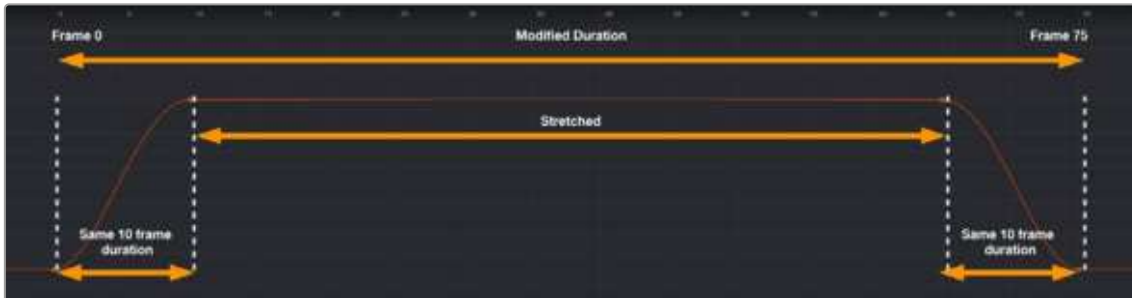 Frame 0
Modified Duration
Frame 75
Stretched
Same 10 frame
duration
Same 10 frame
duration